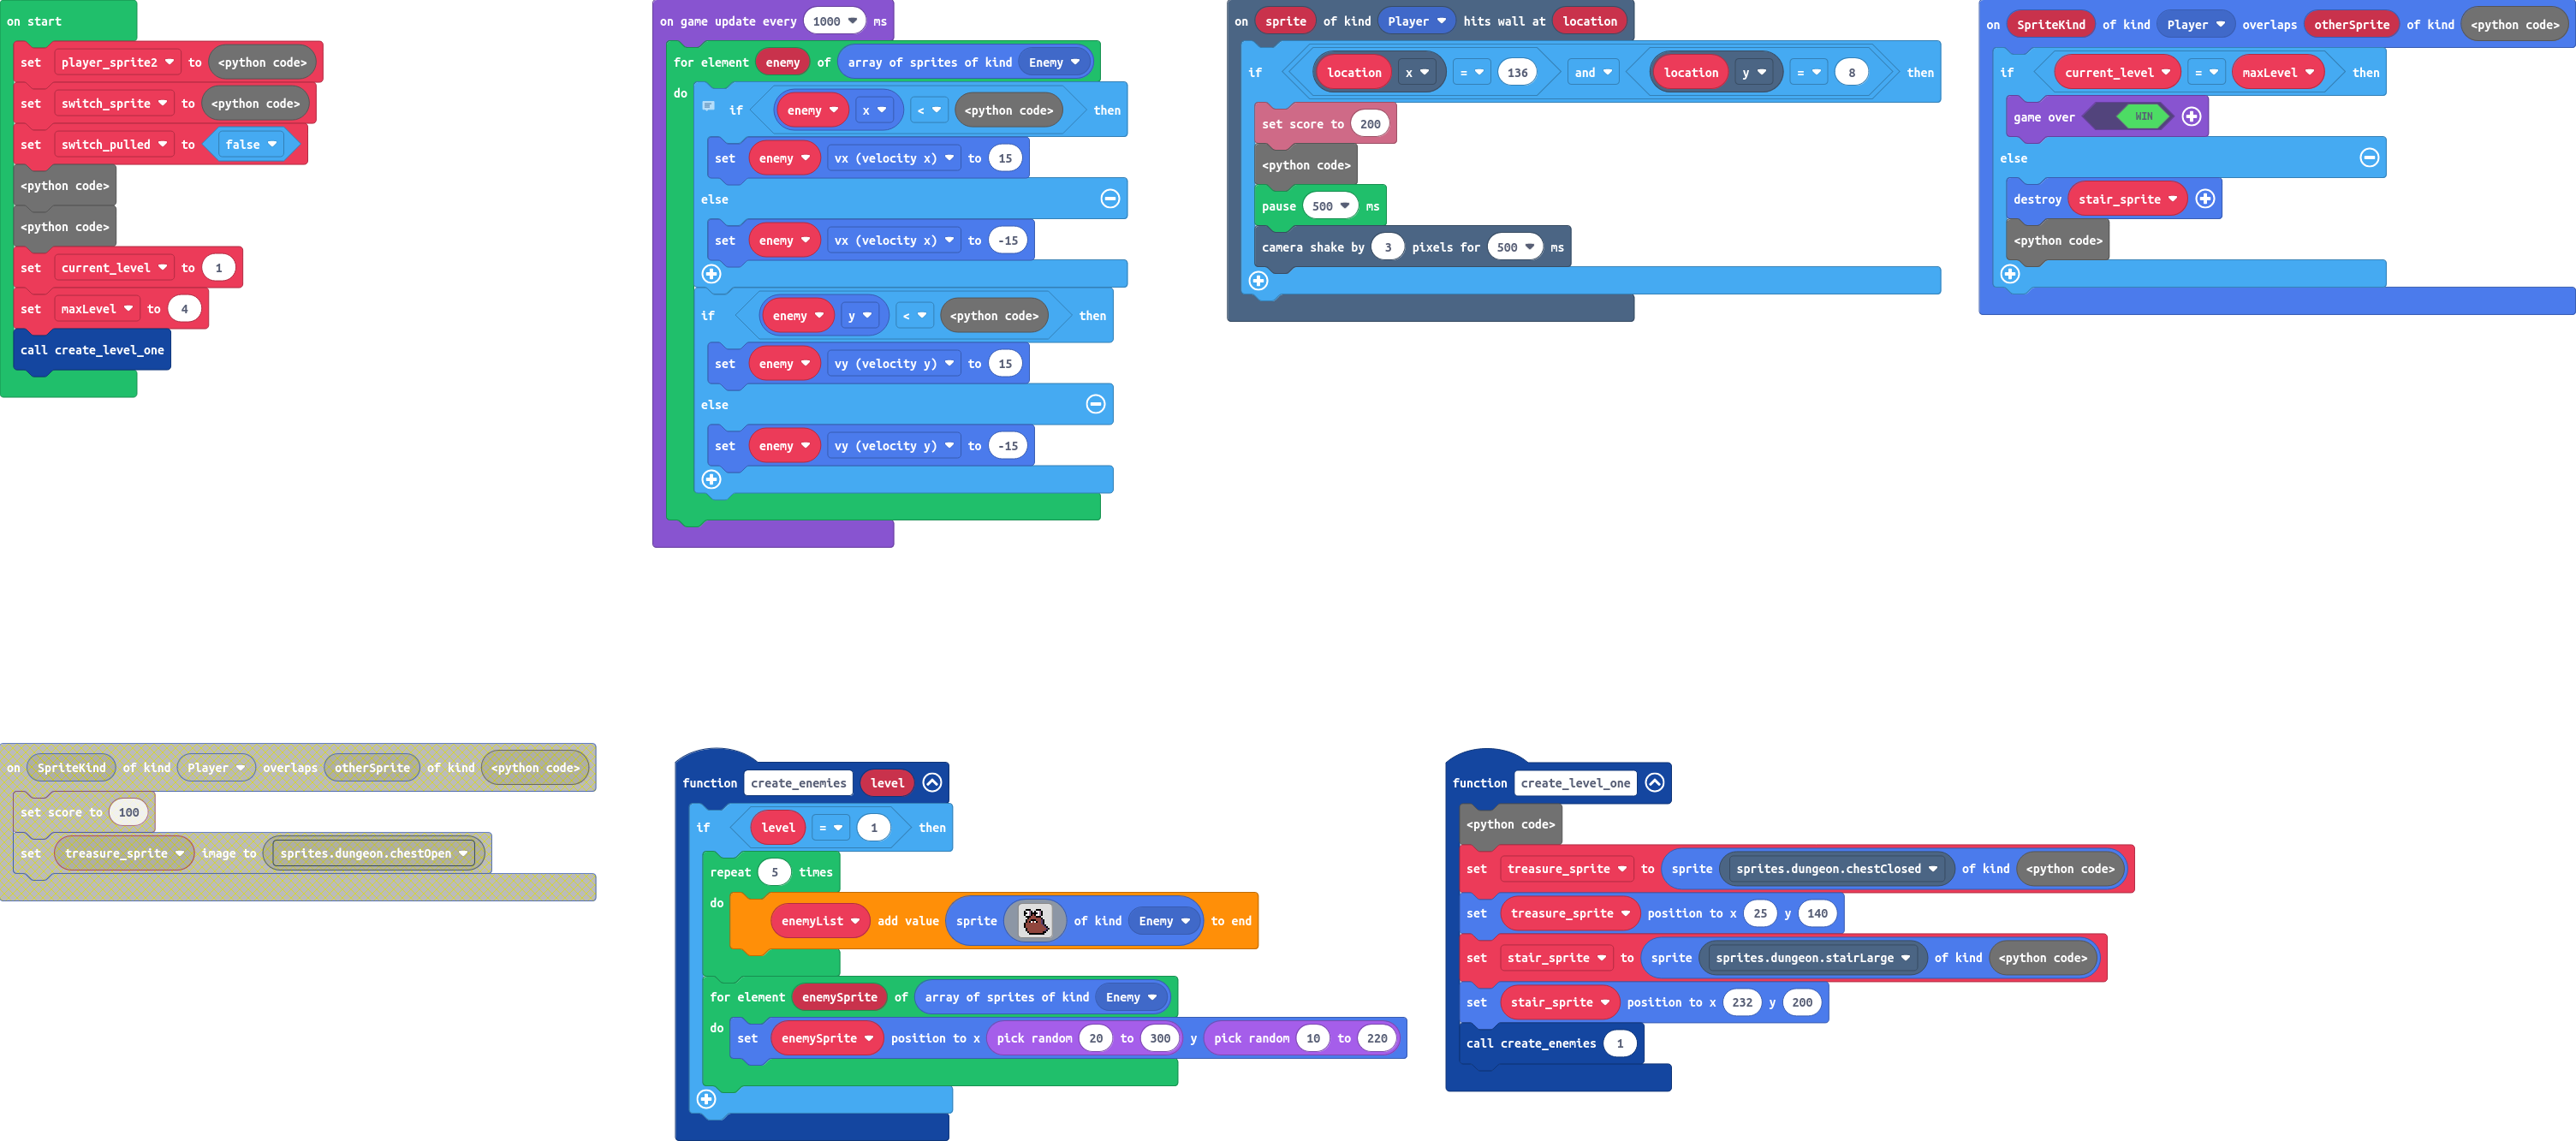 on start
set player_sprite2 to <python code>
set switch_sprite to <python code>
set switch_pulled to false
<python code>
<python code>
set current_level to 1
set maxLevel to 4
call create_level_one
on game update every 1000 ms
for element enemy of array of sprites of kind Enemy
do
if enemy x < <python code> then
set enemy vx (velocity x) to 15
else
set enemy vx (velocity x) to -15
if enemy y < <python code> then
set enemy vy (velocity y) to 15
else
set enemy vy (velocity y) to -15
on sprite of kind Player hits wall at location
if location x = 136 and location y = 8 then
set score to 200
<python code>
pause 500 ms
camera shake by 3 pixels for 500 ms
on SpriteKind of kind Player overlaps otherSprite of kind <python code>
if current_level = maxLevel then
game over WIN
else
destroy stair_sprite
<python code>
on SpriteKind of kind Player overlaps otherSprite of kind <python code>
set score to 100
set treasure_sprite image to sprites.dungeon.chestOpen
function create_enemies level
if level = 1 then
repeat 5 times
do
enemyList add value sprite of kind Enemy to end
for element enemySprite of array of sprites of kind Enemy
do
set enemySprite position to x pick random 20 to 300 y pick random 10 to 220
function create_level_one
<python code>
set treasure_sprite to sprite sprites.dungeon.chestClosed of kind <python code>
set treasure_sprite position to x 25 y 140
set stair_sprite to sprite sprites.dungeon.stairLarge of kind <python code>
set stair_sprite position to x 232 y 200
call create_enemies 1